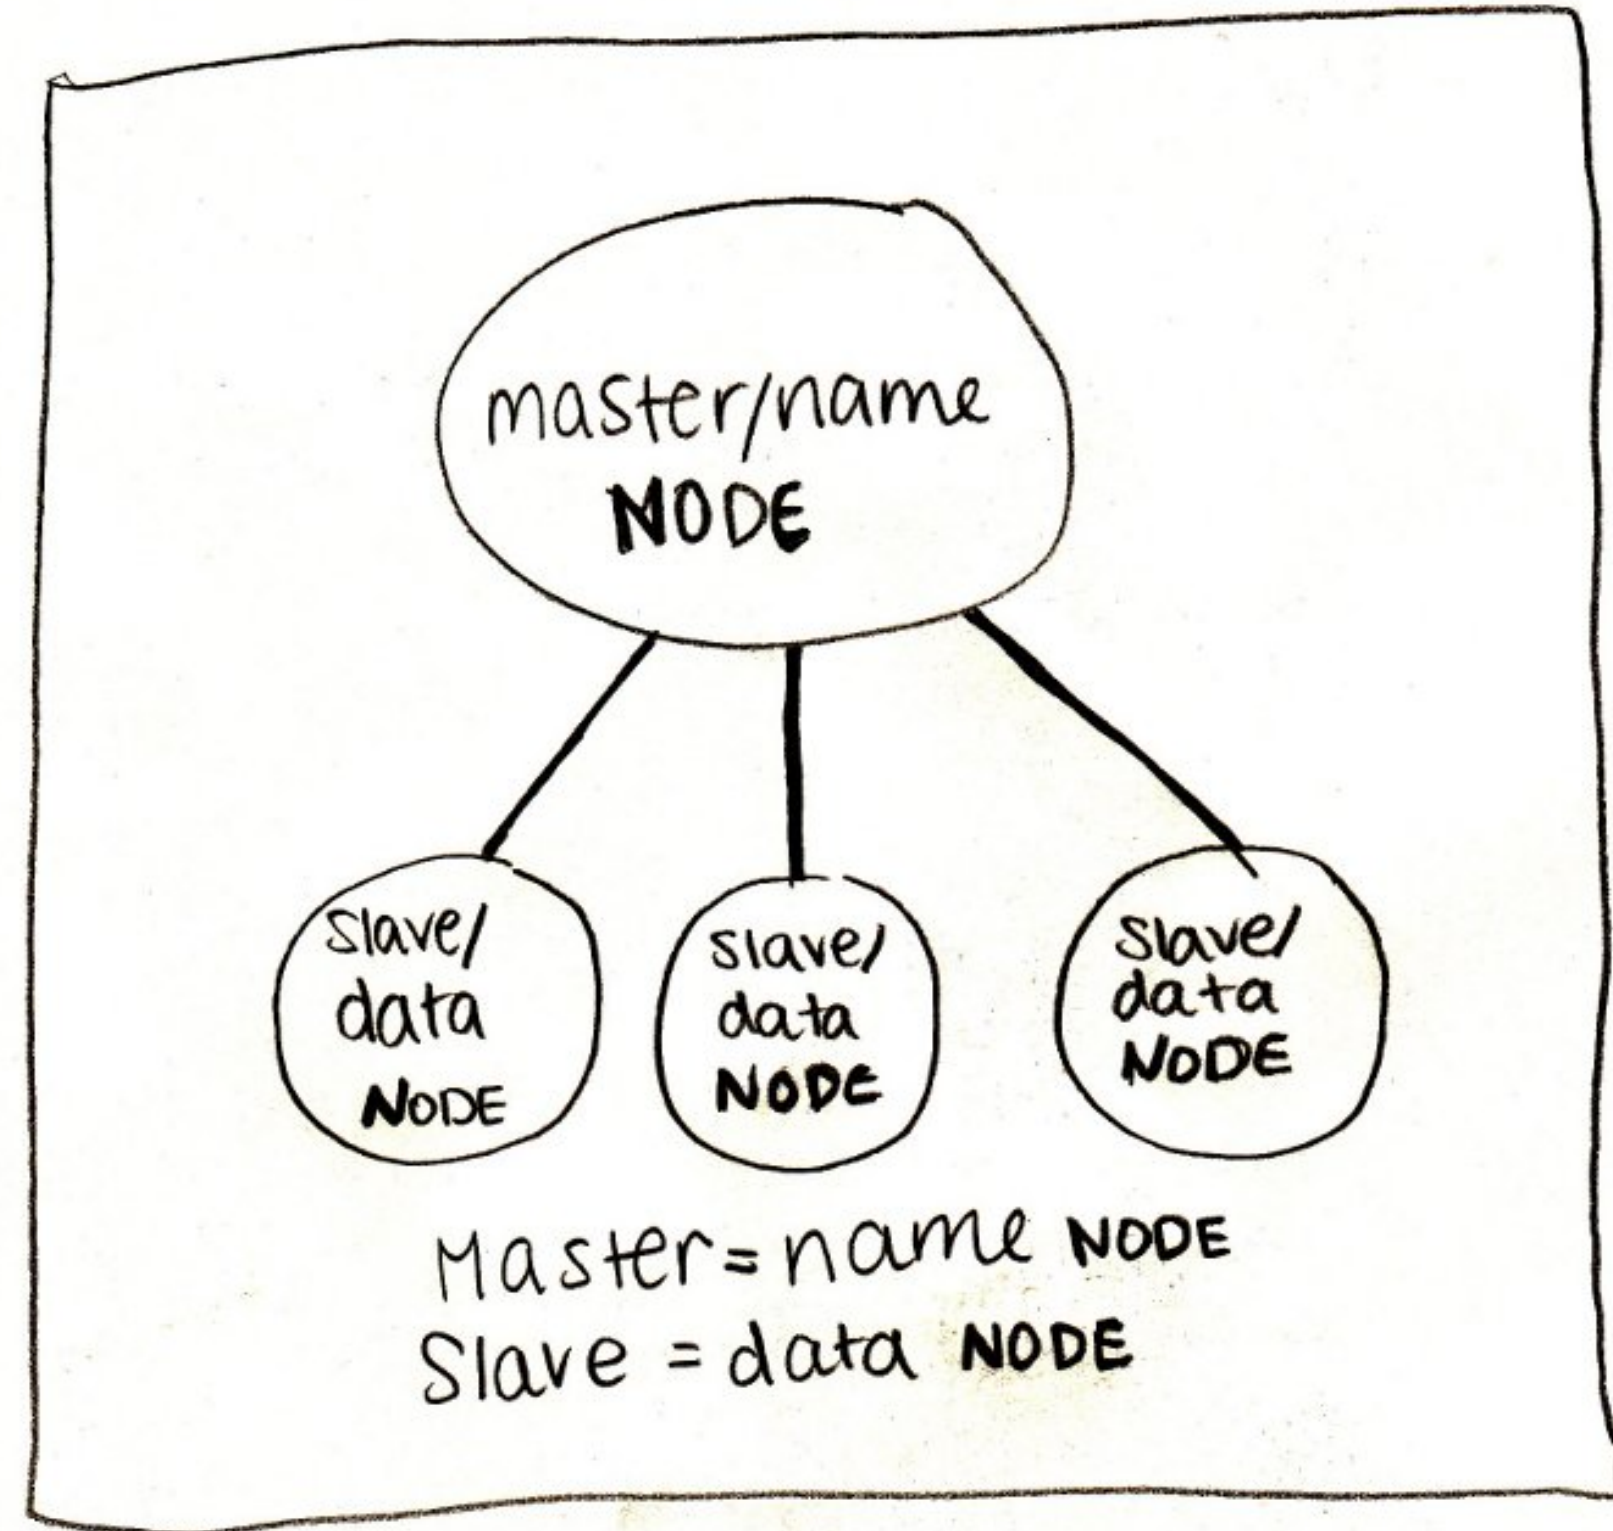 master/name
NODE
slave/
data
NODE
slave/
data
NODE
slave/
data
NODE
Master = name NODE
Slave = data NODE